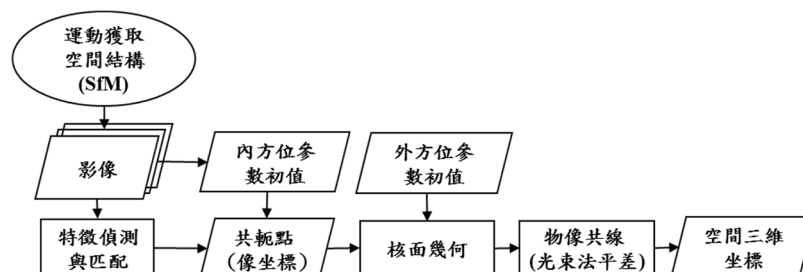 運動獲取
空間結構
(SfM)
影像
內方位參
數初值
外方位參
數初值
特徵偵測
與匹配
共軛點
（像坐標）
核面幾何
物像共線
(光束法平差)
空間三維
坐標